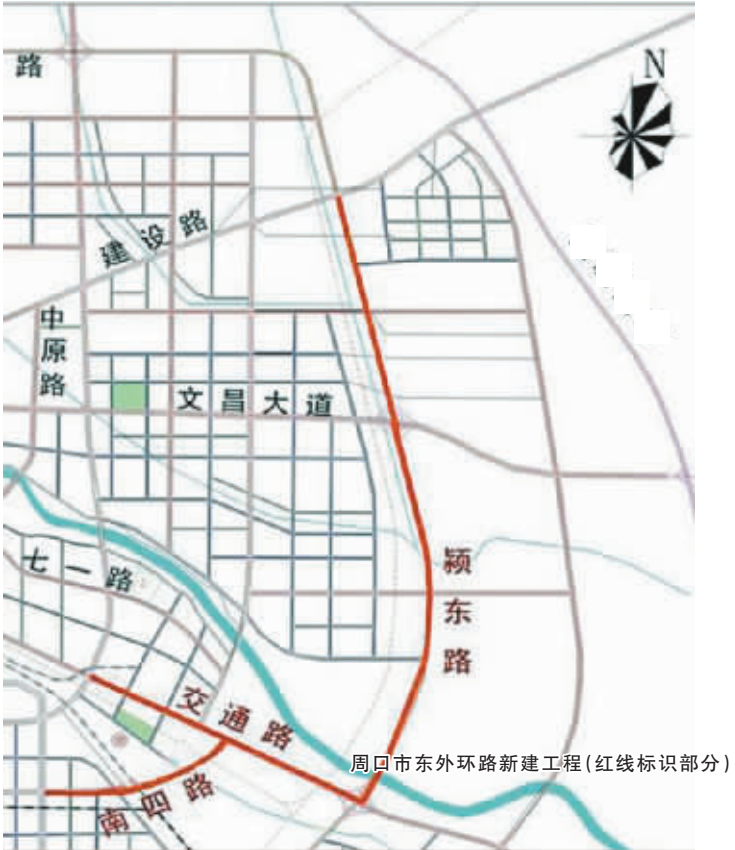 路
N
建设路
中原路
文昌大道
七一路
颍东路
交通路
南四路
周口市东外环路新建工程(红线标识部分)